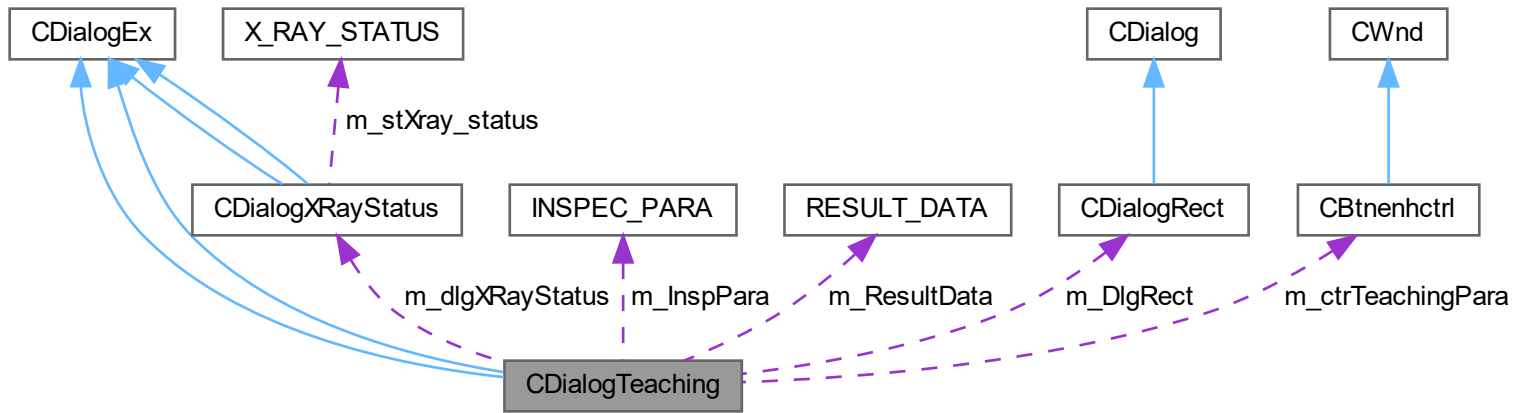 CDialogEx
X_RAY_STATUS
CDialog
CWnd
m_stXray_status
CDialogXRayStatus
INSPEC_PARA
RESULT_DATA
CDialogRect
CBtnenhctrl
m_dlgXRayStatus
m_InspPara
m_ResultData
m_DlgRect
m_ctrTeachingPara
CDialogTeaching